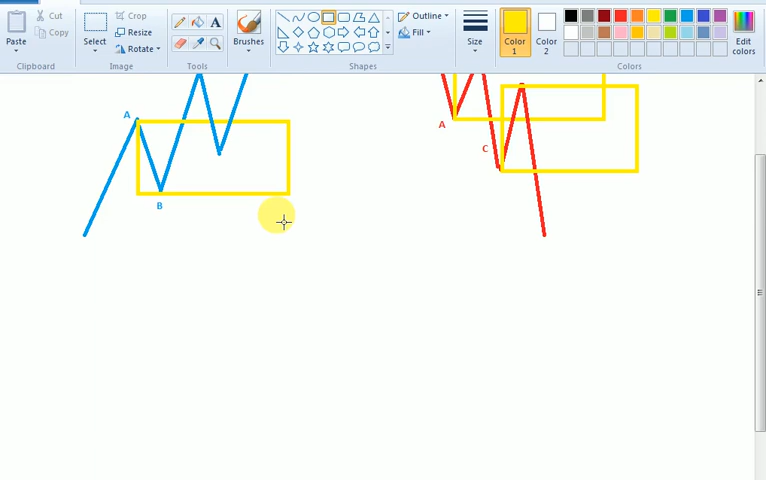 Paste
Cut
Copy
Clipboard
Select
Crop
Resize
Rotate
Image
Tools
Brushes
Outline
Fill
Shapes
Size
Color
1
Color
2
Edit
colors
Colors
A
B
A
C